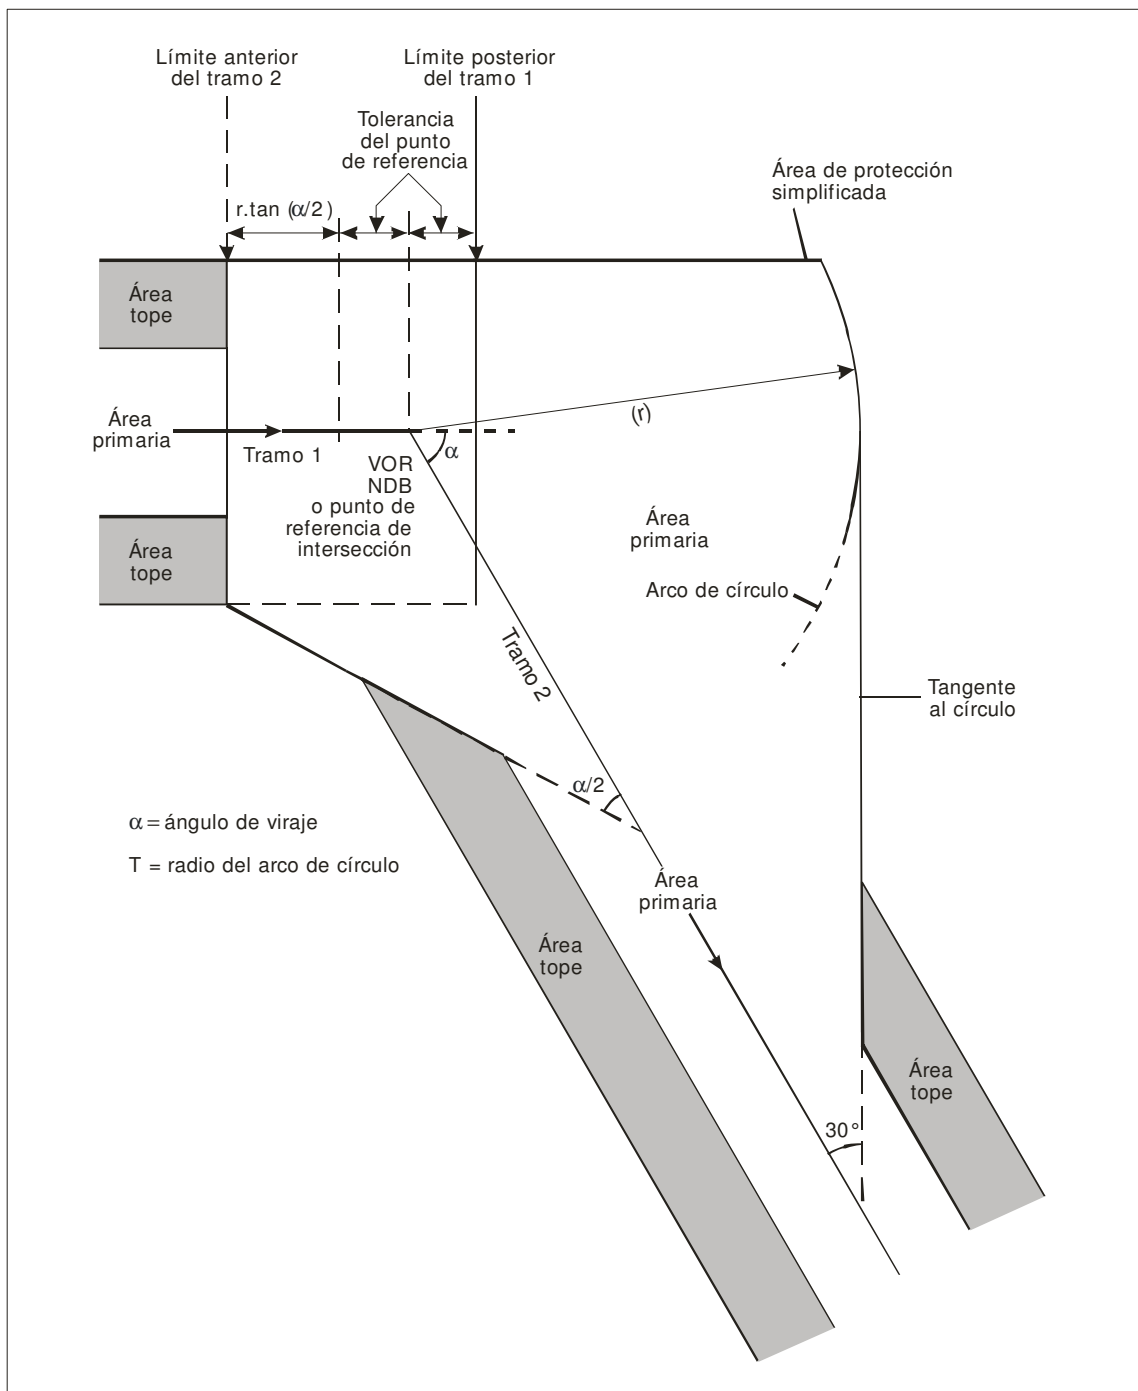 Límite anterior
del tramo 2
Límite posterior
del tramo 1
Tolerancia
del punto
de referencia
r.tan (α/2)
Área de protección
simplificada
Área
tope
Área
primaria
Tramo 1
(r)
α
VOR
NDB
o punto de
referencia de
intersección
Área
primaria
Área
tope
Arco de círculo
Tramo 2
Tangente
al círculo
α/2
α = ángulo de viraje
T = radio del arco de círculo
Área
primaria
Área
tope
Área
tope
30°